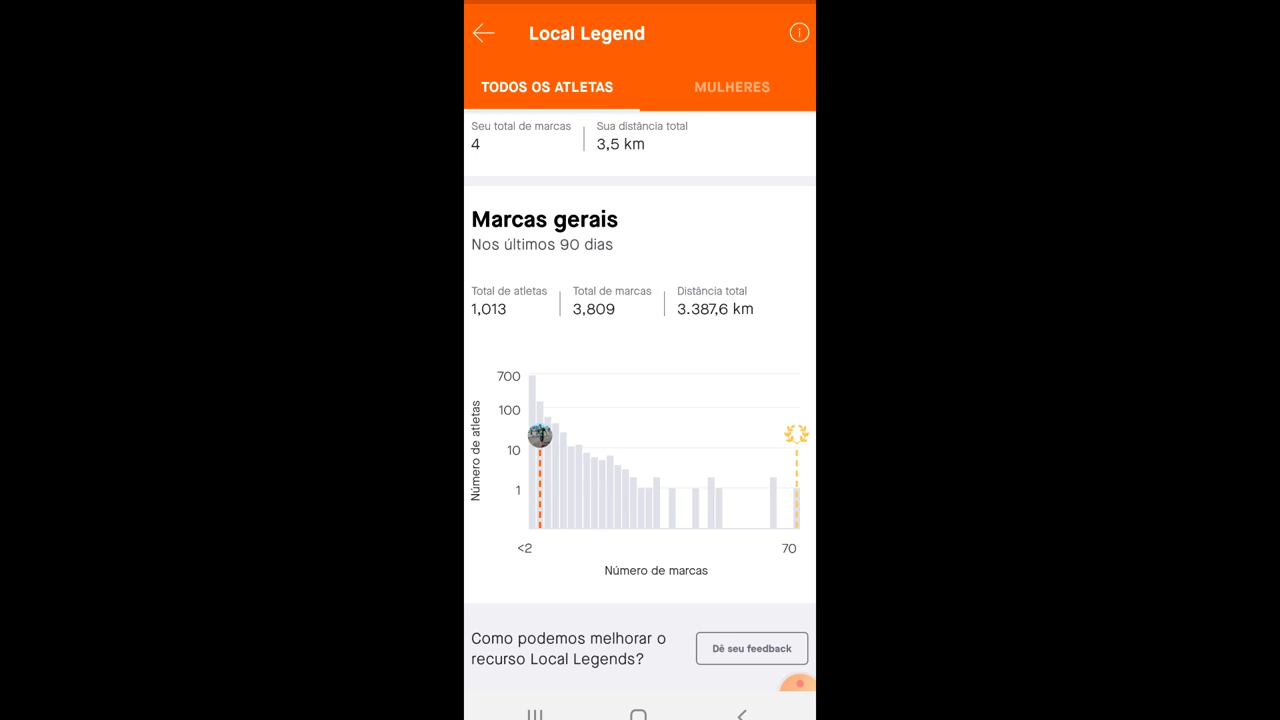 Local Legend
TODOS OS ATLETAS
MULHERES
Seu total de marcas
4
Sua distância total
3,5 km
Marcas gerais
Nos últimos 90 dias
Total de atletas
1,013
Total de marcas
3,809
Distância total
3.387,6 km
Número de atletas
700
100
10
1
<2
70
Número de marcas
Como podemos melhorar o
recurso Local Legends?
Dê seu feedback